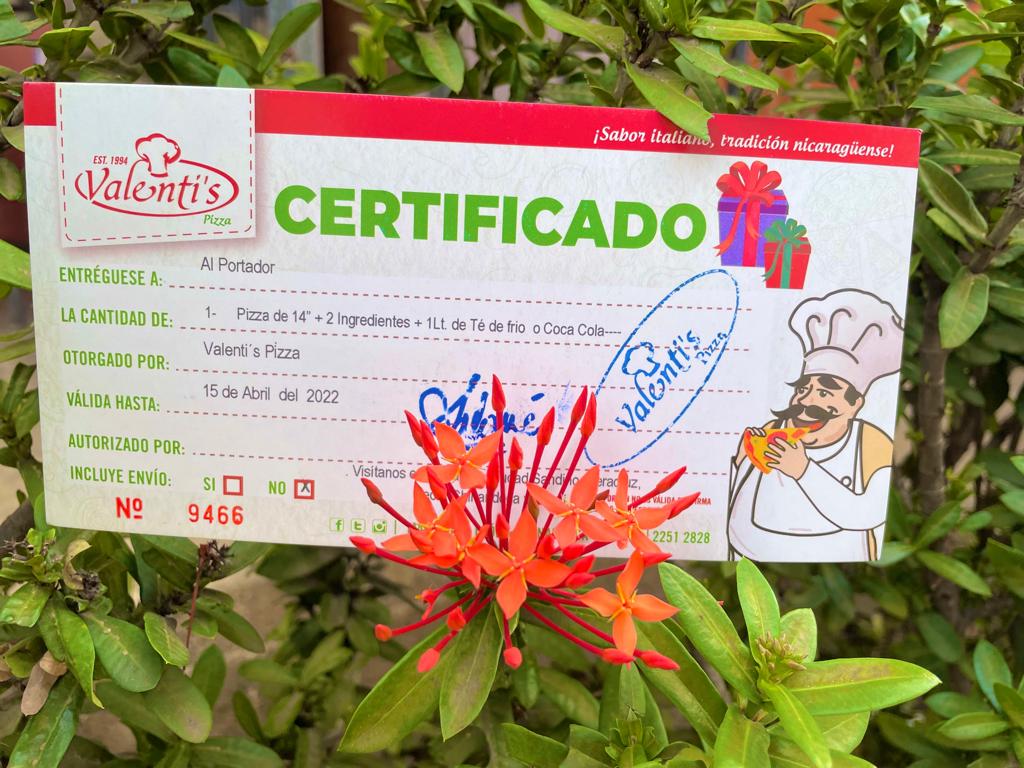 ¡Sabor italiano, tradición nicaragüense!
EST. 1994
Valenti's
Pizza
CERTIFICADO
ENTRÉGUESE A: Al Portador
LA CANTIDAD DE: 1- Pizza de 14" + 2 Ingredientes + 1Lt. de Té de frio o Coca Cola----
OTORGADO POR: Valenti´s Pizza
VÁLIDA HASTA: 15 de Abril del 2022
Valenti's
Pizza
AUTORIZADO POR:
INCLUYE ENVÍO: SI NO X
Visítanos
Nº 9466
2251 2828